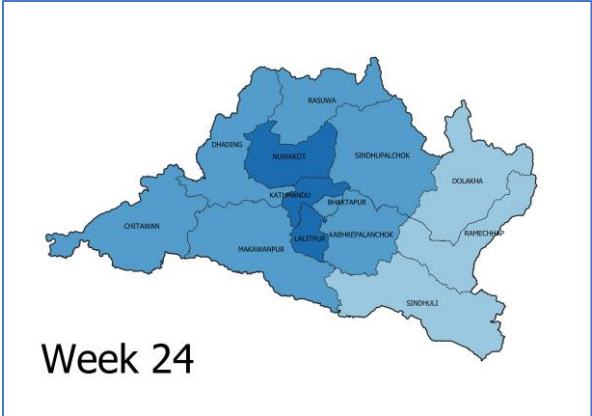 RASUWA
DHADING
NUWAKOT
SINDHUPALCHOK
DOLAKHA
KATHMANDU
BHAKTAPUR
CHITAWAN
LALITPUR
KABHREPALANCHOK
RAMECHHAP
MAKAWANPUR
SINDHULI
Week 24